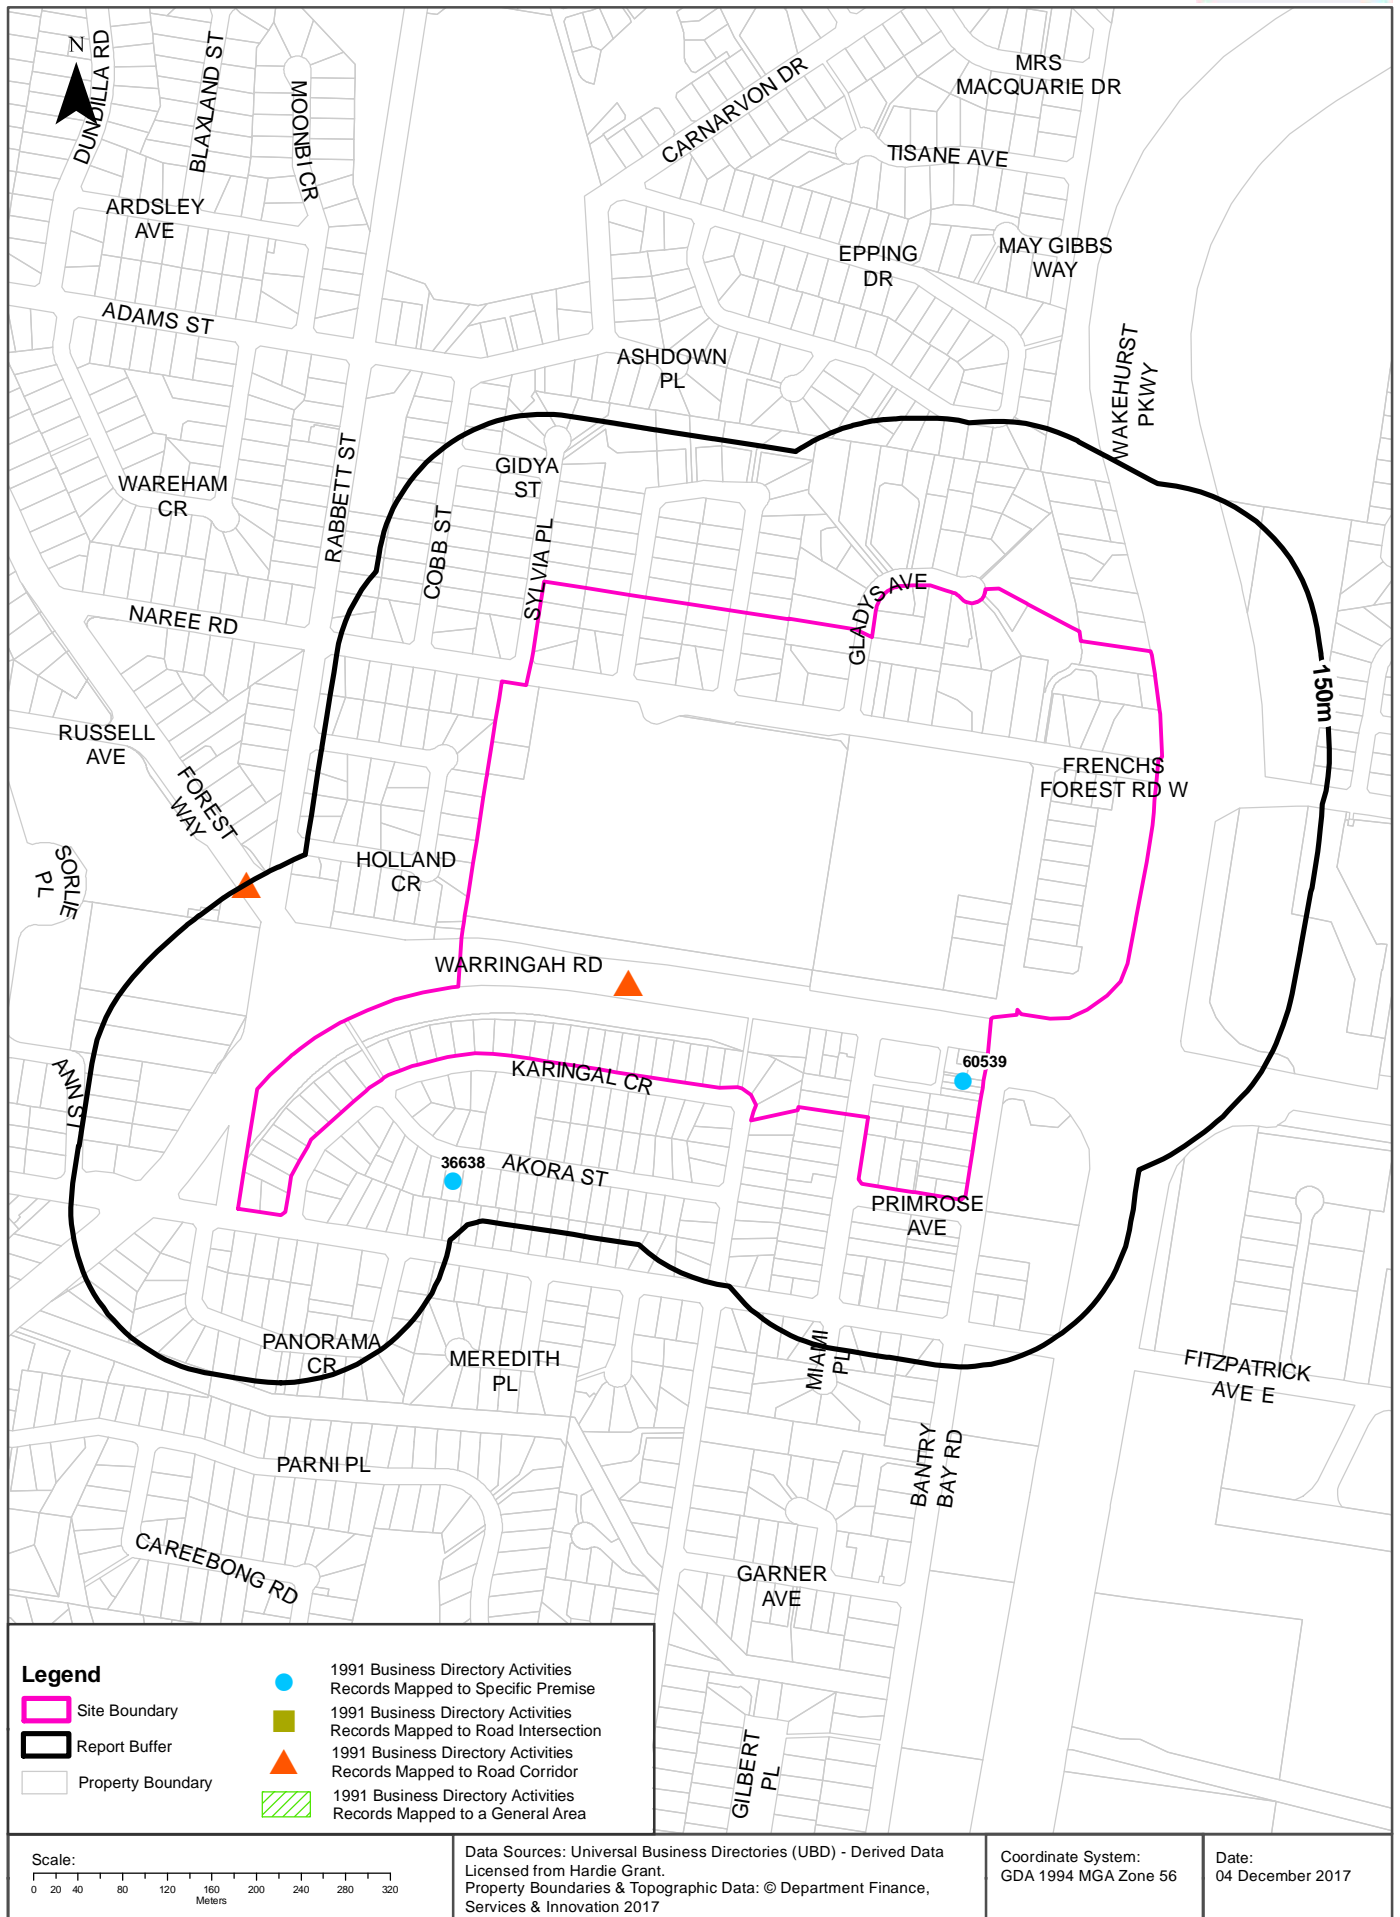 N
DUNDILLA RD
BLAXLAND ST
MOONBI CR
CARNARVON DR
MRS
MACQUARIE DR
TISANE AVE
ARDSLEY
AVE
EPPING
DR
MAY GIBBS
WAY
ADAMS ST
ASHDOWN
PL
WAKEHURST
PKWY
WAREHAM
CR
RABBETT ST
GIDYA
ST
COBB ST
SYLVIA PL
NAREE RD
GLADYS AVE
150m
RUSSELL
AVE
FOREST
WAY
FRENCHS
FOREST RD W
SORLIE
PL
HOLLAND
CR
WARRINGAH RD
ANN ST
KARINGAL CR
60539
36638
AKORA ST
PRIMROSE
AVE
PANORAMA
CR
MEREDITH
PL
MIAMI
PL
FITZPATRICK
AVE E
PARNI PL
BANTRY
BAY RD
CAREEBONG RD
GARNER
AVE
GILBERT
PL
Legend
Site Boundary
Report Buffer
Property Boundary
1991 Business Directory Activities
Records Mapped to Specific Premise
1991 Business Directory Activities
Records Mapped to Road Intersection
1991 Business Directory Activities
Records Mapped to Road Corridor
1991 Business Directory Activities
Records Mapped to a General Area
Scale:
0 20 40 80 120 160 200 240 280 320
Meters
Data Sources: Universal Business Directories (UBD) - Derived Data
Licensed from Hardie Grant.
Property Boundaries & Topographic Data: © Department Finance,
Services & Innovation 2017
Coordinate System:
GDA 1994 MGA Zone 56
Date:
04 December 2017